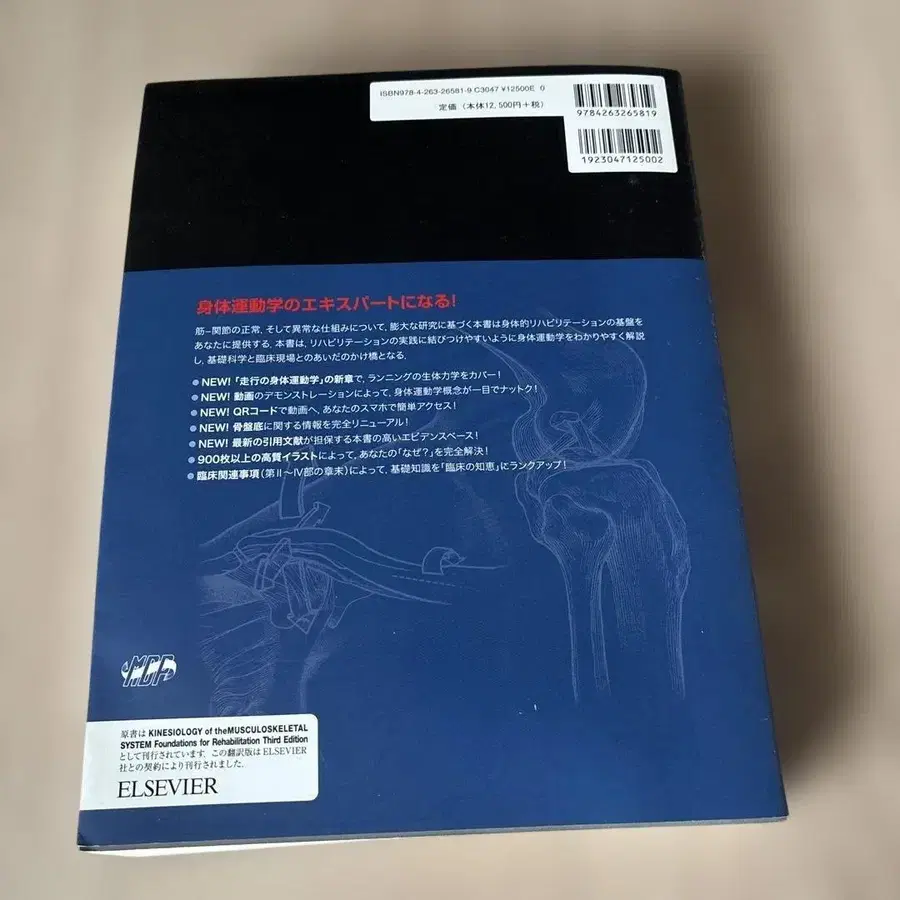 ISBN978-4-263-26581-9 C3047 ¥12500E 0
定価（本体12,500円+税）
9784263265819
1923047125002
身体運動学のエキスパートになる!
筋−関節の正常, そして異常な仕組みについて, 膨大な研究に基づく本書は身体的リハビリテーションの基盤を
あなたに提供する. 本書は, リハビリテーションの実践に結びつけやすいように身体運動学をわかりやすく解説
し, 基礎科学と臨床現場とのあいだのかけ橋となる.
●NEW! 「走行の身体運動学」の新章で, ランニングの生体力学をカバー!
●NEW! 動画のデモンストレーションによって, 身体運動学概念が一目でナットク!
●NEW! QRコードで動画へ, あなたのスマホで簡単アクセス!
●NEW! 骨盤底に関する情報を完全リニューアル!
●NEW! 最新の引用文献が担保する本書の高いエビデンスベース!
●900枚以上の高質イラストによって, あなたの「なぜ?」を完全解決!
●臨床関連事項（第Ⅱ〜Ⅳ部の章末）によって, 基礎知識を「臨床の知恵」にランクアップ!
MDP
原書は KINESIOLOGY of theMUSCULOSKELETAL
SYSTEM Foundations for Rehabilitation Third Edition
として刊行されています. この翻訳版は ELSEVIER
社との契約により刊行されました.
ELSEVIER